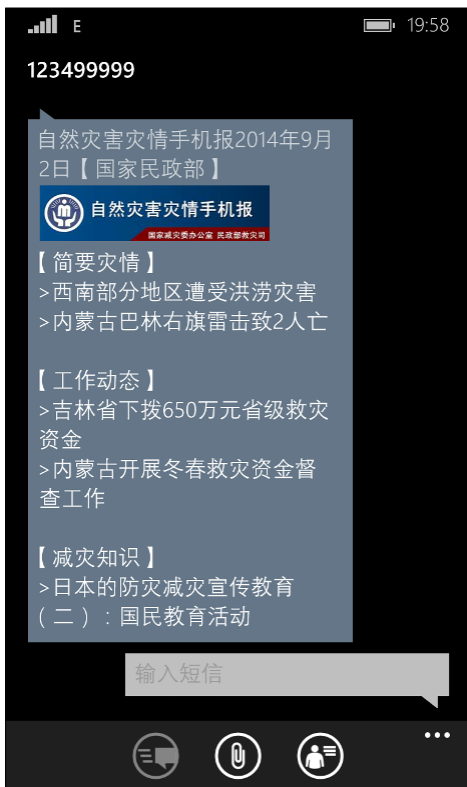 E
19:58
123499999
自然灾害灾情手机报2014年9月
2日【国家民政部】
自然灾害灾情手机报
国家减灾委办公室 民政部救灾司
【简要灾情】
>西南部分地区遭受洪涝灾害
>内蒙古巴林右旗雷击致2人亡
【工作动态】
>吉林省下拨650万元省级救灾
资金
>内蒙古开展冬春救灾资金督
查工作
【减灾知识】
>日本的防灾减灾宣传教育
（二）：国民教育活动
输入短信